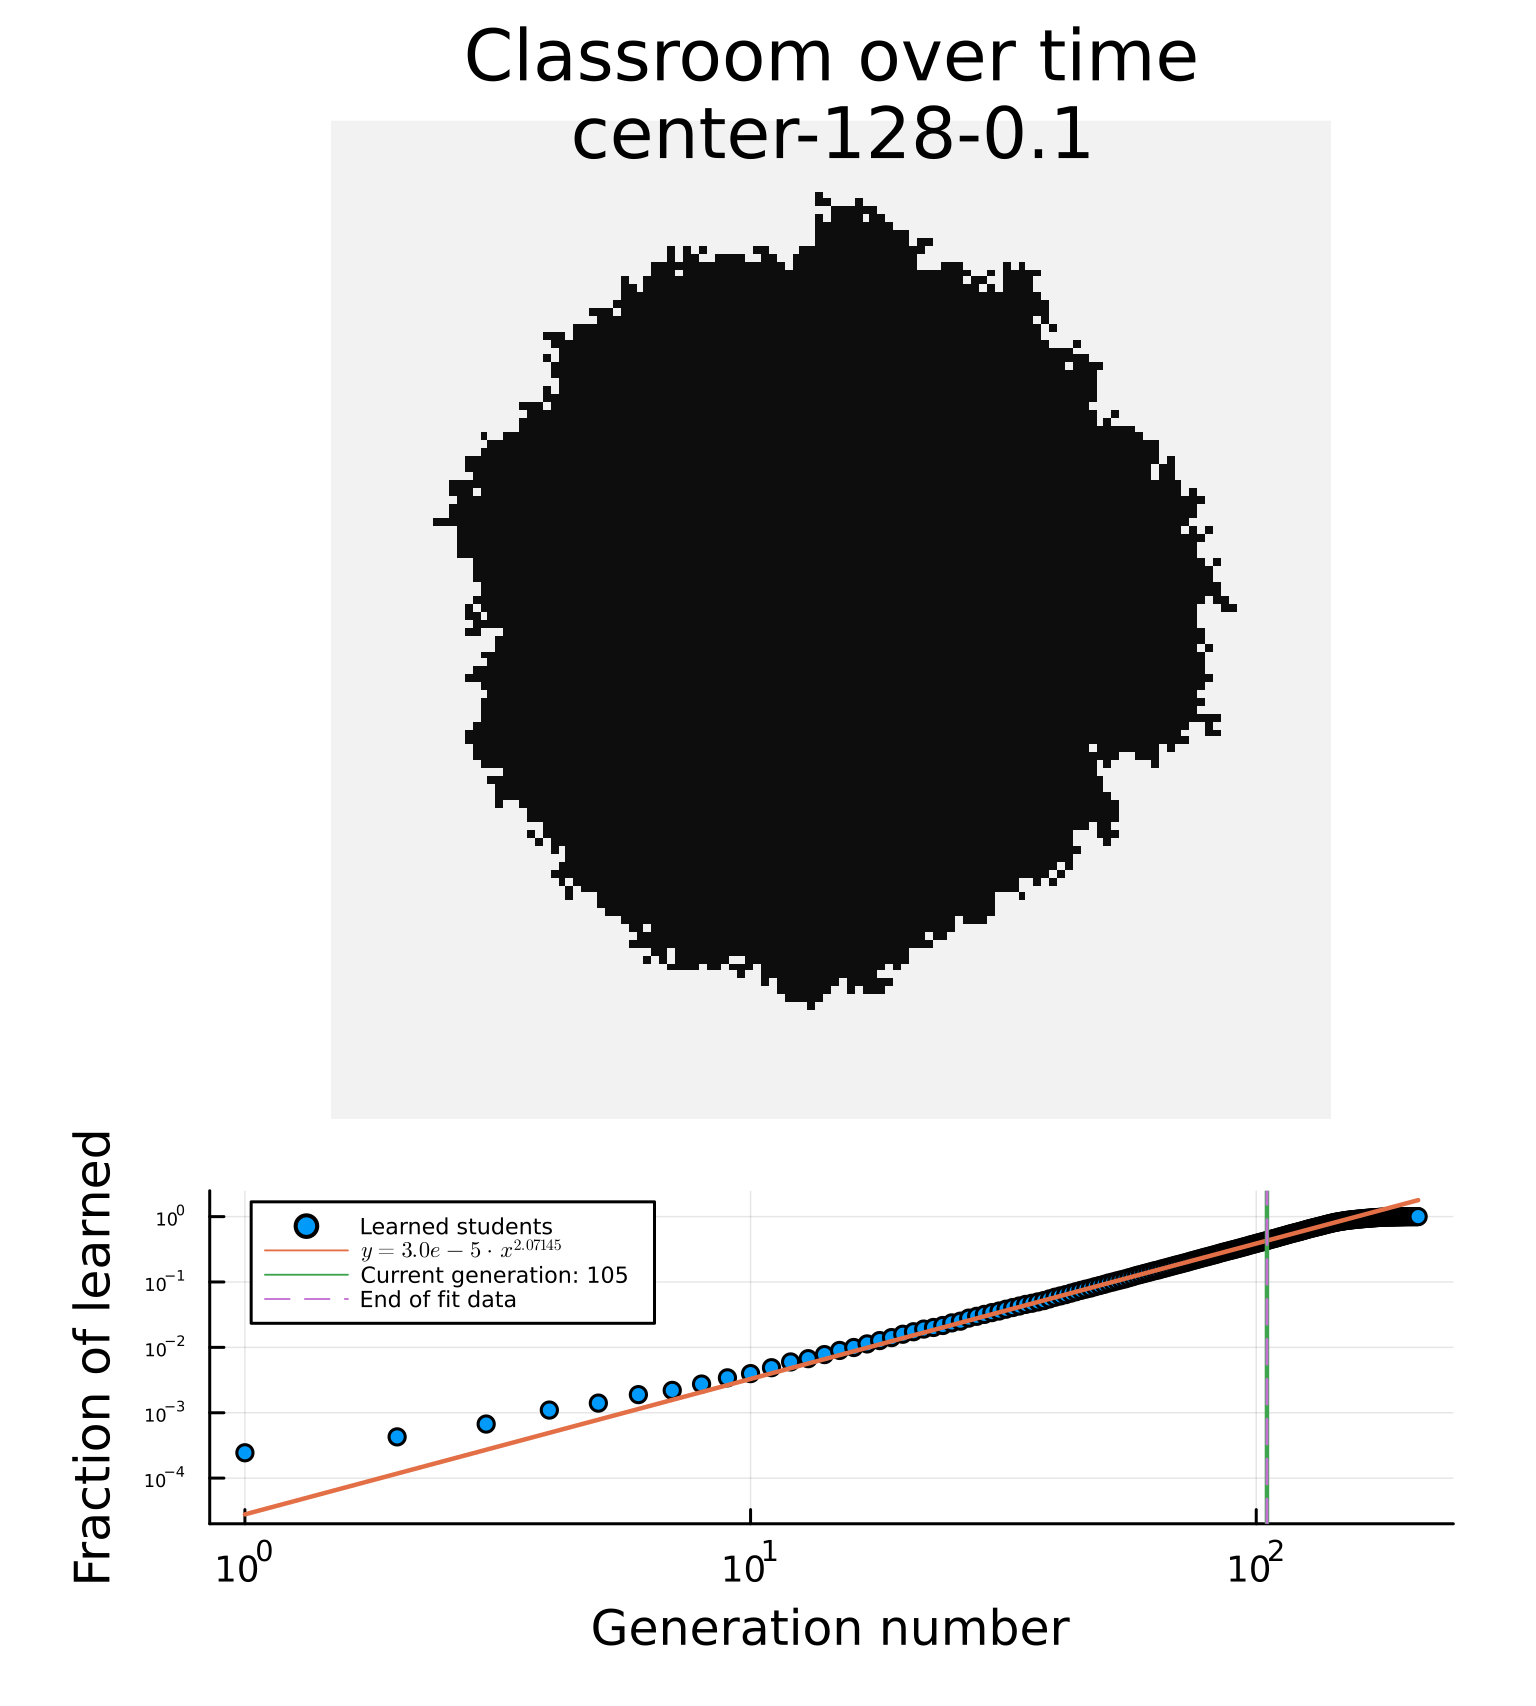 Classroom over time
center-128-0.1
Fraction of learned
10^0
10^-1
10^-2
10^-3
10^-4
Learned students
y = 3.0e − 5 · x^2.07145
Current generation: 105
End of fit data
10^0 10^1 10^2
Generation number